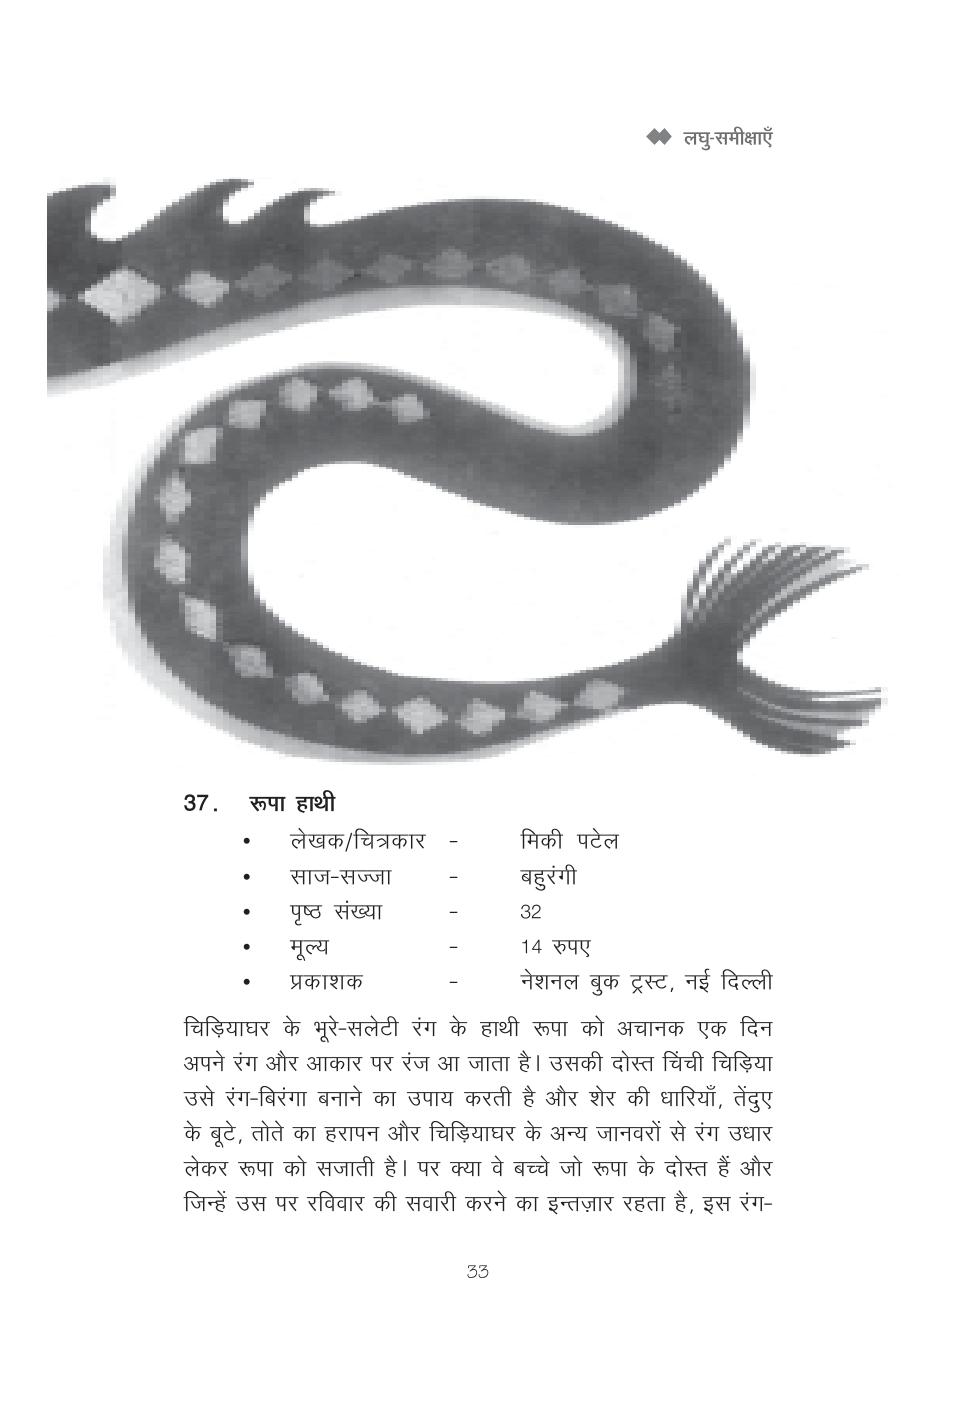 लघु-समीक्षाएँ
37. रूपा हाथी
• लेखक/चित्रकार - मिकी पटेल
• साज-सज्जा - बहुरंगी
• पृष्ठ संख्या - 32
• मूल्य - 14 रुपए
• प्रकाशक - नेशनल बुक ट्रस्ट, नई दिल्ली
चिड़ियाघर के भूरे-सलेटी रंग के हाथी रूपा को अचानक एक दिन
अपने रंग और आकार पर रंज आ जाता है। उसकी दोस्त चिंची चिड़िया
उसे रंग-बिरंगा बनाने का उपाय करती है और शेर की धारियाँ, तेंदुए
के बूटे, तोते का हरापन और चिड़ियाघर के अन्य जानवरों से रंग उधार
लेकर रूपा को सजाती है। पर क्या वे बच्चे जो रूपा के दोस्त हैं और
जिन्हें उस पर रविवार की सवारी करने का इन्तज़ार रहता है, इस रंग-
33